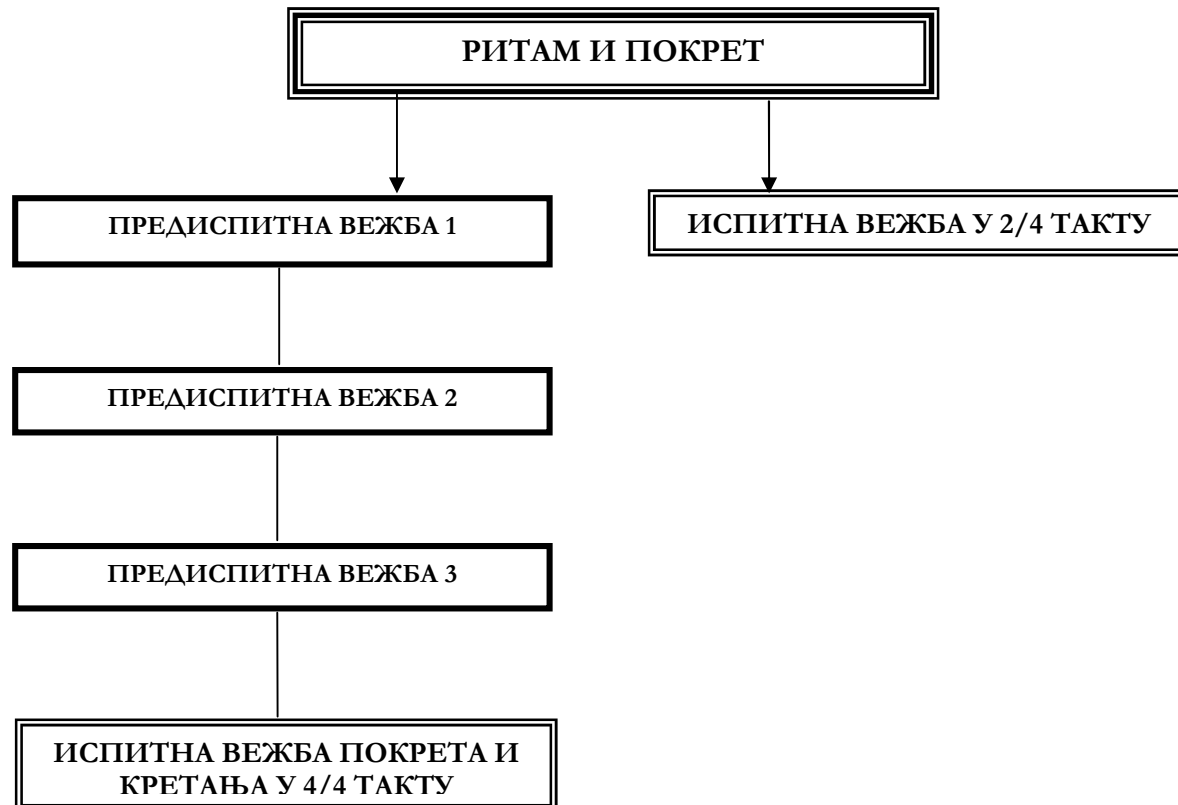 РИТАМ И ПОКРЕТ
ПРЕДИСПИТНА ВЕЖБА 1
ИСПИТНА ВЕЖБА У 2/4 ТАКТУ
ПРЕДИСПИТНА ВЕЖБА 2
ПРЕДИСПИТНА ВЕЖБА 3
ИСПИТНА ВЕЖБА ПОКРЕТА И
КРЕТАЊА У 4/4 ТАКТУ